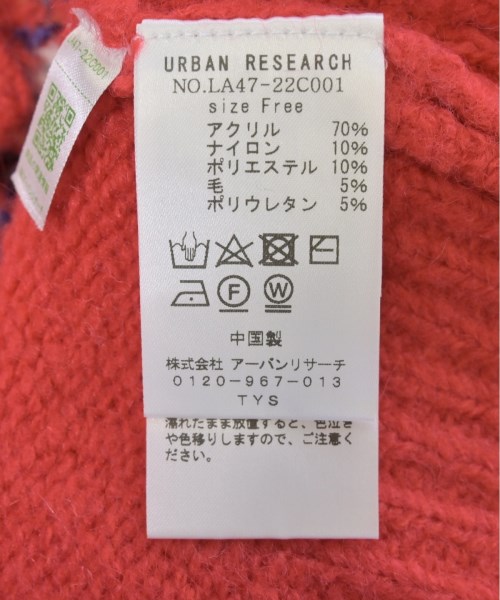 47-22C001
URBAN RESEARCH
NO.LA47-22C001
size Free
アクリル 70%
ナイロン 10%
ポリエステル 10%
毛 5%
ポリウレタン 5%
F
W
中国製
株式会社 アーバンリサーチ
0120-967-013
TYS
濡れたまま放置すると、色泣き
や色移りしますので、ご注意く
ださい。